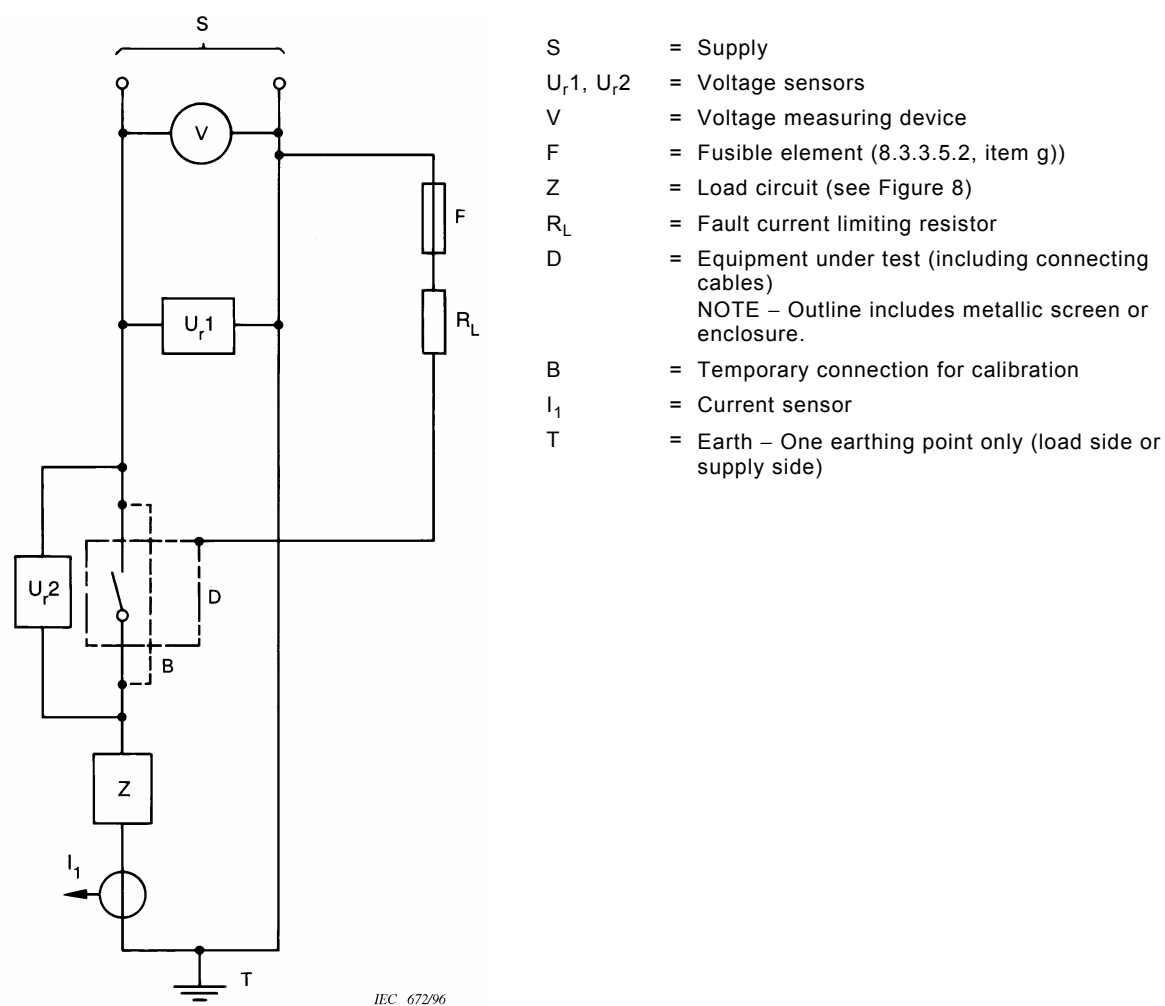 S
V
F
U_r1
R_L
U_r2
D
B
Z
I_1
T
IEC 672/96
S = Supply
U_r1, U_r2 = Voltage sensors
V = Voltage measuring device
F = Fusible element (8.3.3.5.2, item g))
Z = Load circuit (see Figure 8)
R_L = Fault current limiting resistor
D = Equipment under test (including connecting
cables)
NOTE – Outline includes metallic screen or
enclosure.
B = Temporary connection for calibration
I_1 = Current sensor
T = Earth – One earthing point only (load side or
supply side)